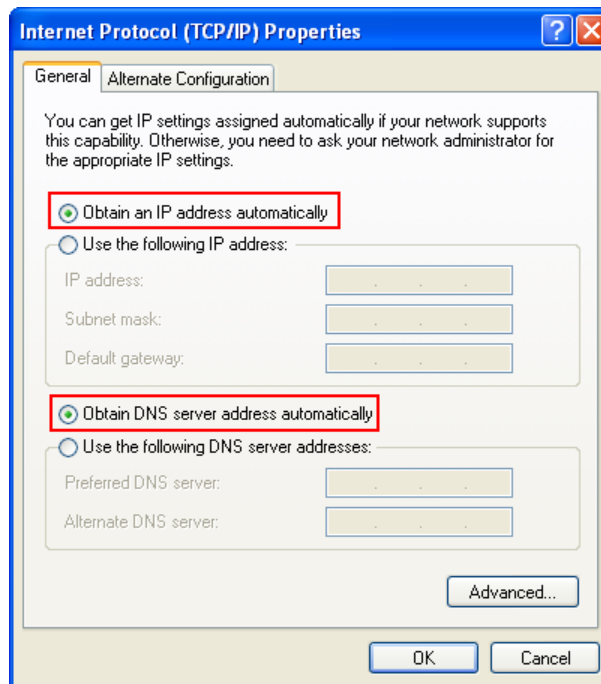 Internet Protocol (TCP/IP) Properties
General
Alternate Configuration
You can get IP settings assigned automatically if your network supports
this capability. Otherwise, you need to ask your network administrator for
the appropriate IP settings.
Obtain an IP address automatically
Use the following IP address:
IP address:
Subnet mask:
Default gateway:
Obtain DNS server address automatically
Use the following DNS server addresses:
Preferred DNS server:
Alternate DNS server:
Advanced...
OK
Cancel